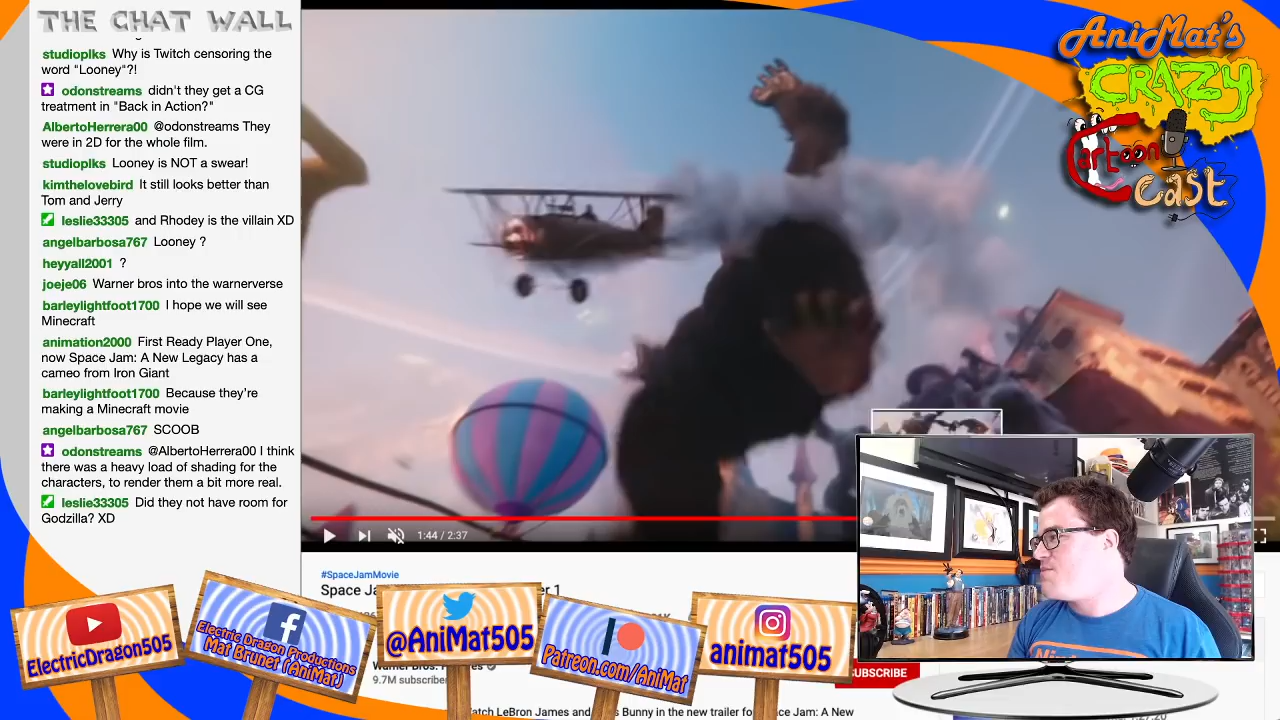 THE CHAT WALL
studioplks Why is Twitch censoring the
word "Looney"?!
odonstreams didn't they get a CG
treatment in "Back in Action?"
AlbertoHerrera00 @odonstreams They
were in 2D for the whole film.
studioplks Looney is NOT a swear!
kimthelovebird It still looks better than
Tom and Jerry
leslie33305 and Rhodey is the villain XD
angelbarbosa767 Looney ?
heyyall2001 ?
joeje06 Warner bros into the warnerverse
barleylightfoot1700 I hope we will see
Minecraft
animation2000 First Ready Player One,
now Space Jam: A New Legacy has a
cameo from Iron Giant
barleylightfoot1700 Because they're
making a Minecraft movie
angelbarbosa767 SCOOB
odonstreams @AlbertoHerrera00 I think
there was a heavy load of shading for the
characters, to render them a bit more real.
leslie33305 Did they not have room for
Godzilla? XD
AniMat's
CRAZY
Cartoon
Cast
1:44 / 2:37
#SpaceJamMovie
Space 1
9.7M
SUBSCRIBE
LeBron James and Bunny in the new trailer Jam: A New
ElectricDragon505
Electric Dragon Productions
Mat Brunet (AniMat)
@AniMat505
Patreon.com/AniMat
animat505